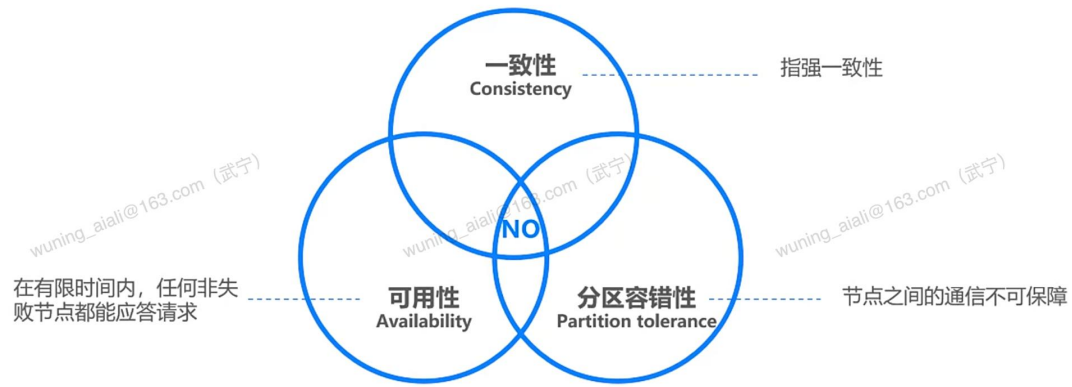 一致性
Consistency
指强一致性
wuning_aiali@163.com（武宁）
wuning_aiali@163.com（武宁）
wuning_aiali@163.com（武宁）
NO
在有限时间内，任何非失
败节点都能应答请求
可用性
Availability
分区容错性
Partition tolerance
节点之间的通信不可保障